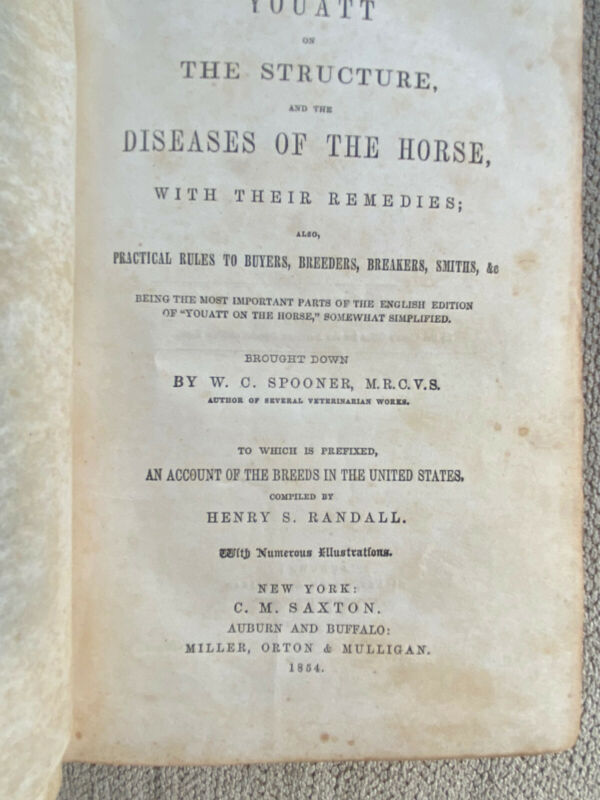 YOUATT
ON
THE STRUCTURE,
AND THE
DISEASES OF THE HORSE,
WITH THEIR REMEDIES;
ALSO,
PRACTICAL RULES TO BUYERS, BREEDERS, BREAKERS, SMITHS, &c
BEING THE MOST IMPORTANT PARTS OF THE ENGLISH EDITION
OF "YOUATT ON THE HORSE," SOMEWHAT SIMPLIFIED.
BROUGHT DOWN
BY W. C. SPOONER, M.R.C.V.S.
AUTHOR OF SEVERAL VETERINARIAN WORKS.
TO WHICH IS PREFIXED,
AN ACCOUNT OF THE BREEDS IN THE UNITED STATES.
COMPILED BY
HENRY S. RANDALL.
With Numerous Illustrations.
NEW YORK:
C. M. SAXTON.
AUBURN AND BUFFALO:
MILLER, ORTON & MULLIGAN.
1854.